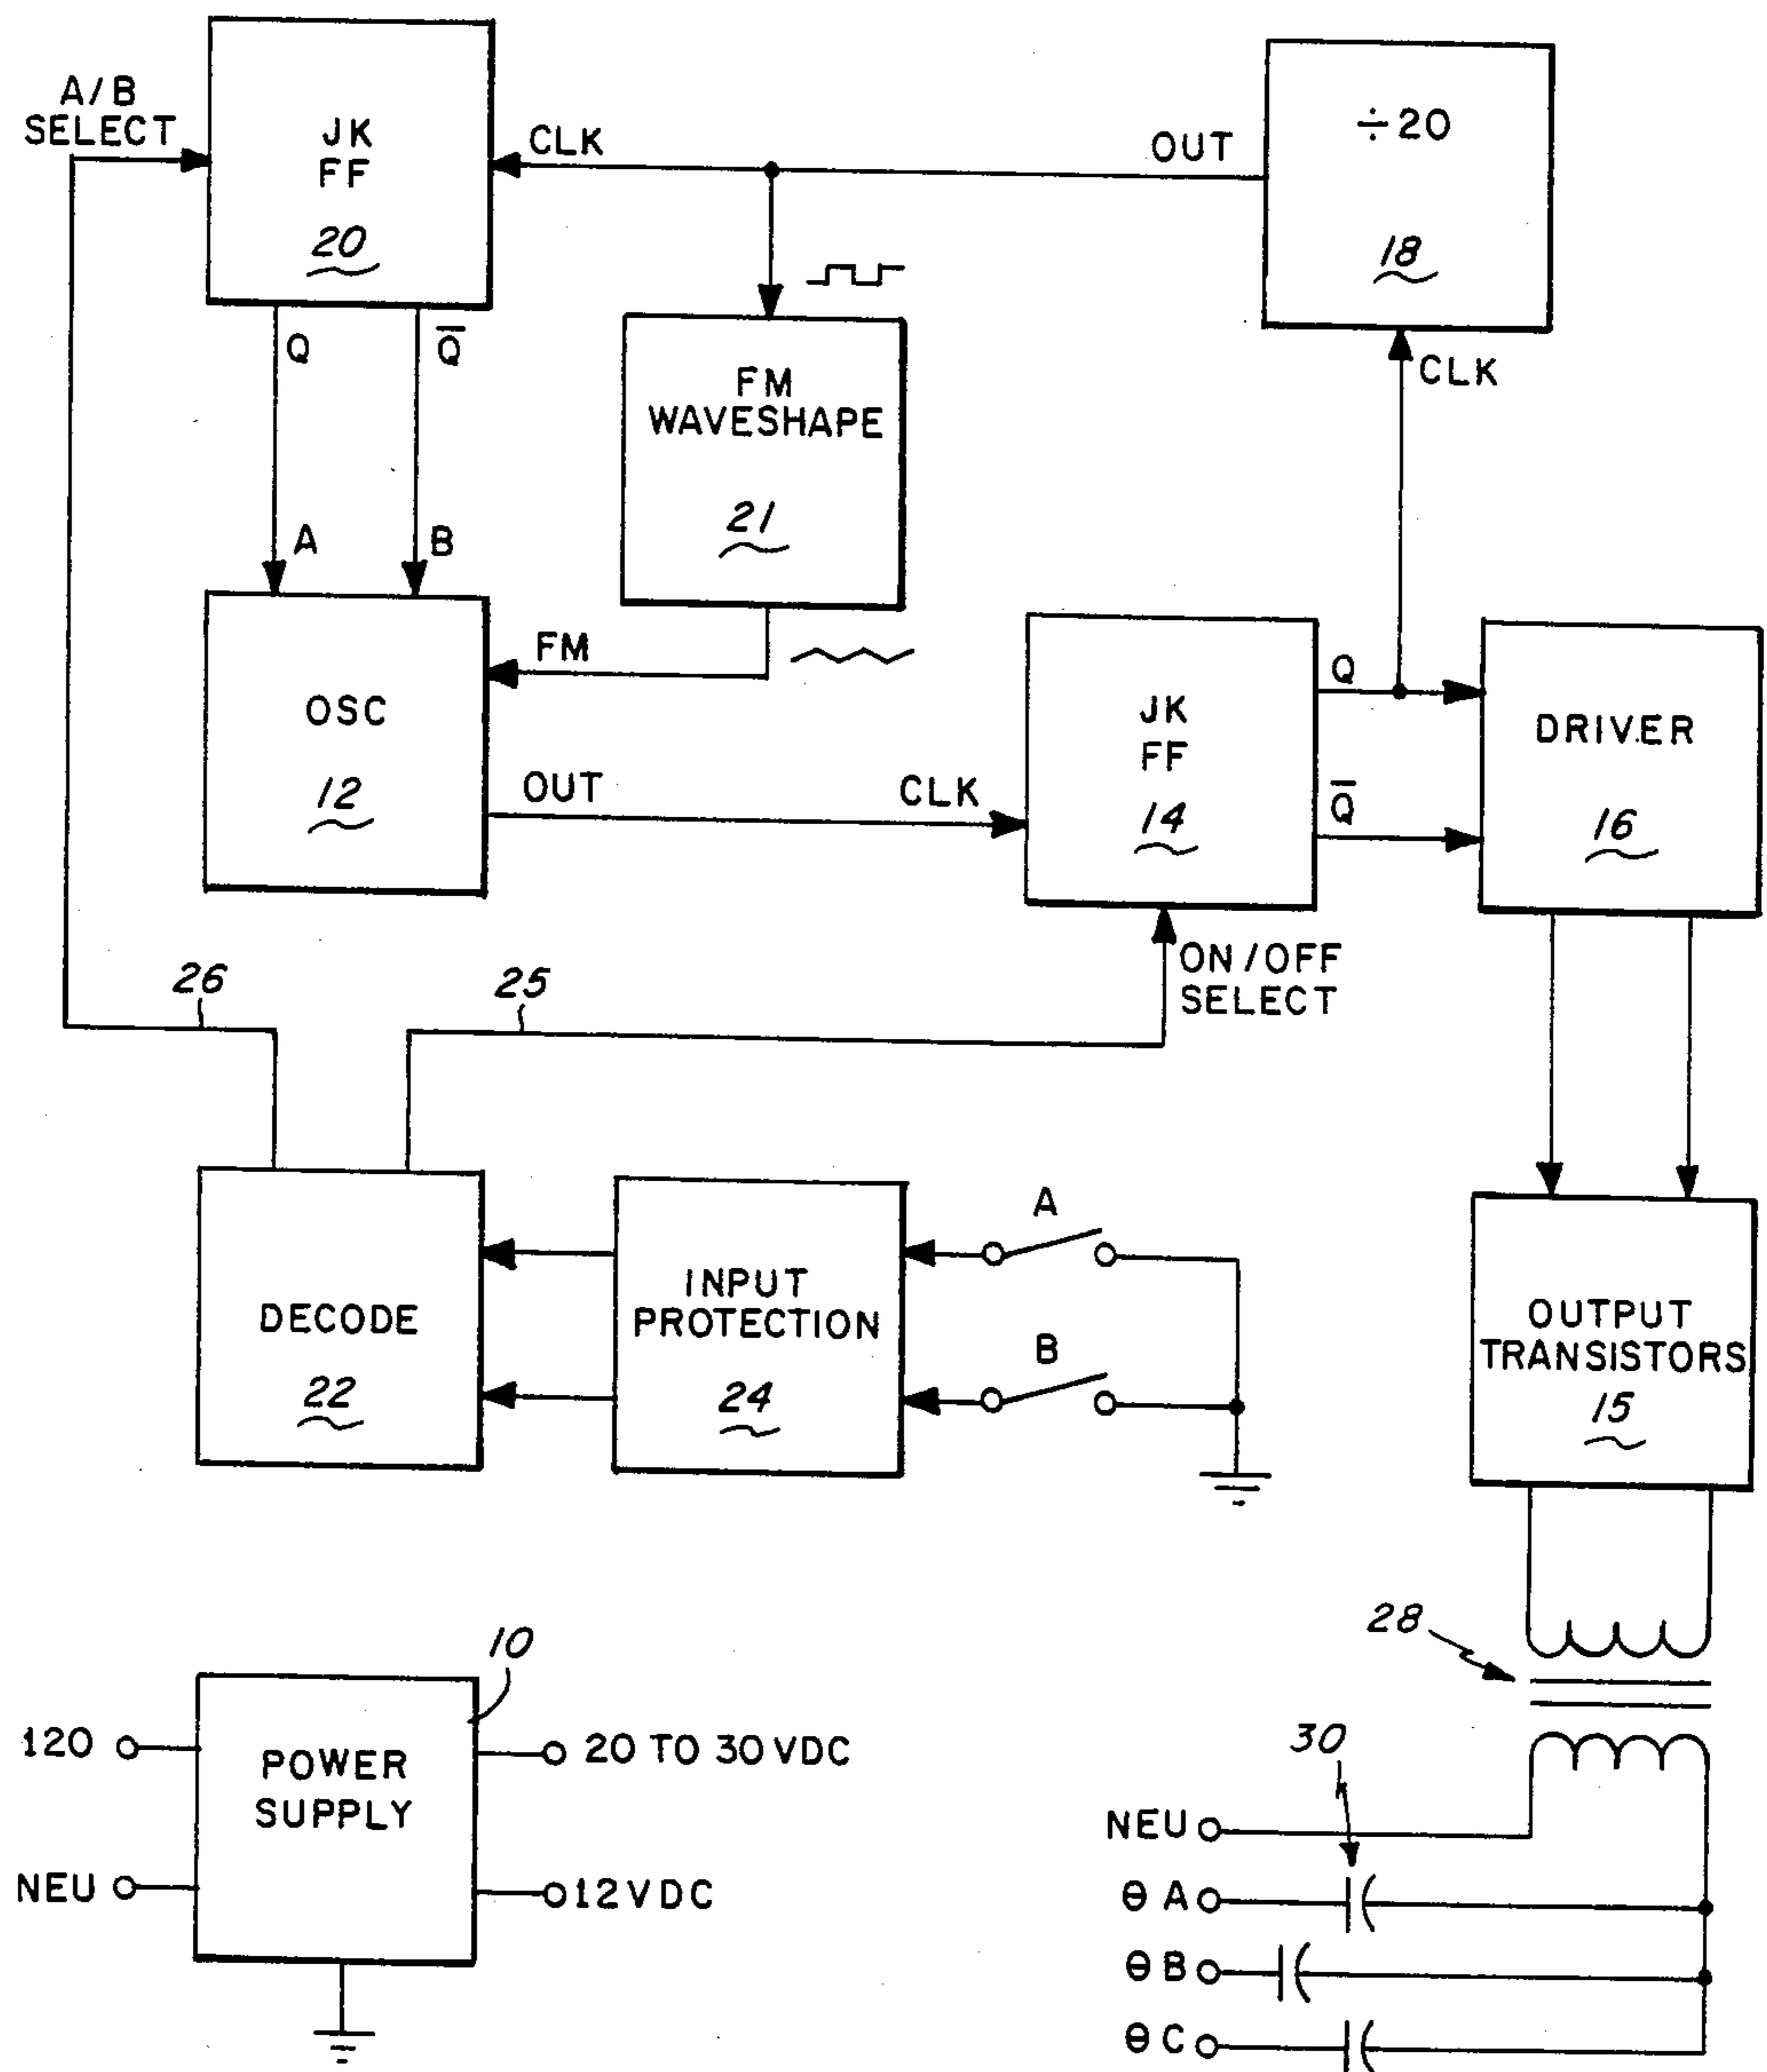 A/B
SELECT
JK
FF
20
CLK
OUT
÷20
18
Q
Q̅
FM
WAVESHAPE
21
CLK
A
B
OSC
12
FM
OUT
CLK
JK
FF
14
Q
Q̅
DRIVER
16
ON/OFF
SELECT
26
25
DECODE
22
INPUT
PROTECTION
24
A
B
OUTPUT
TRANSISTORS
15
28
10
120
NEU
POWER
SUPPLY
20 TO 30 VDC
12 VDC
30
NEU
θ A
θ B
θ C